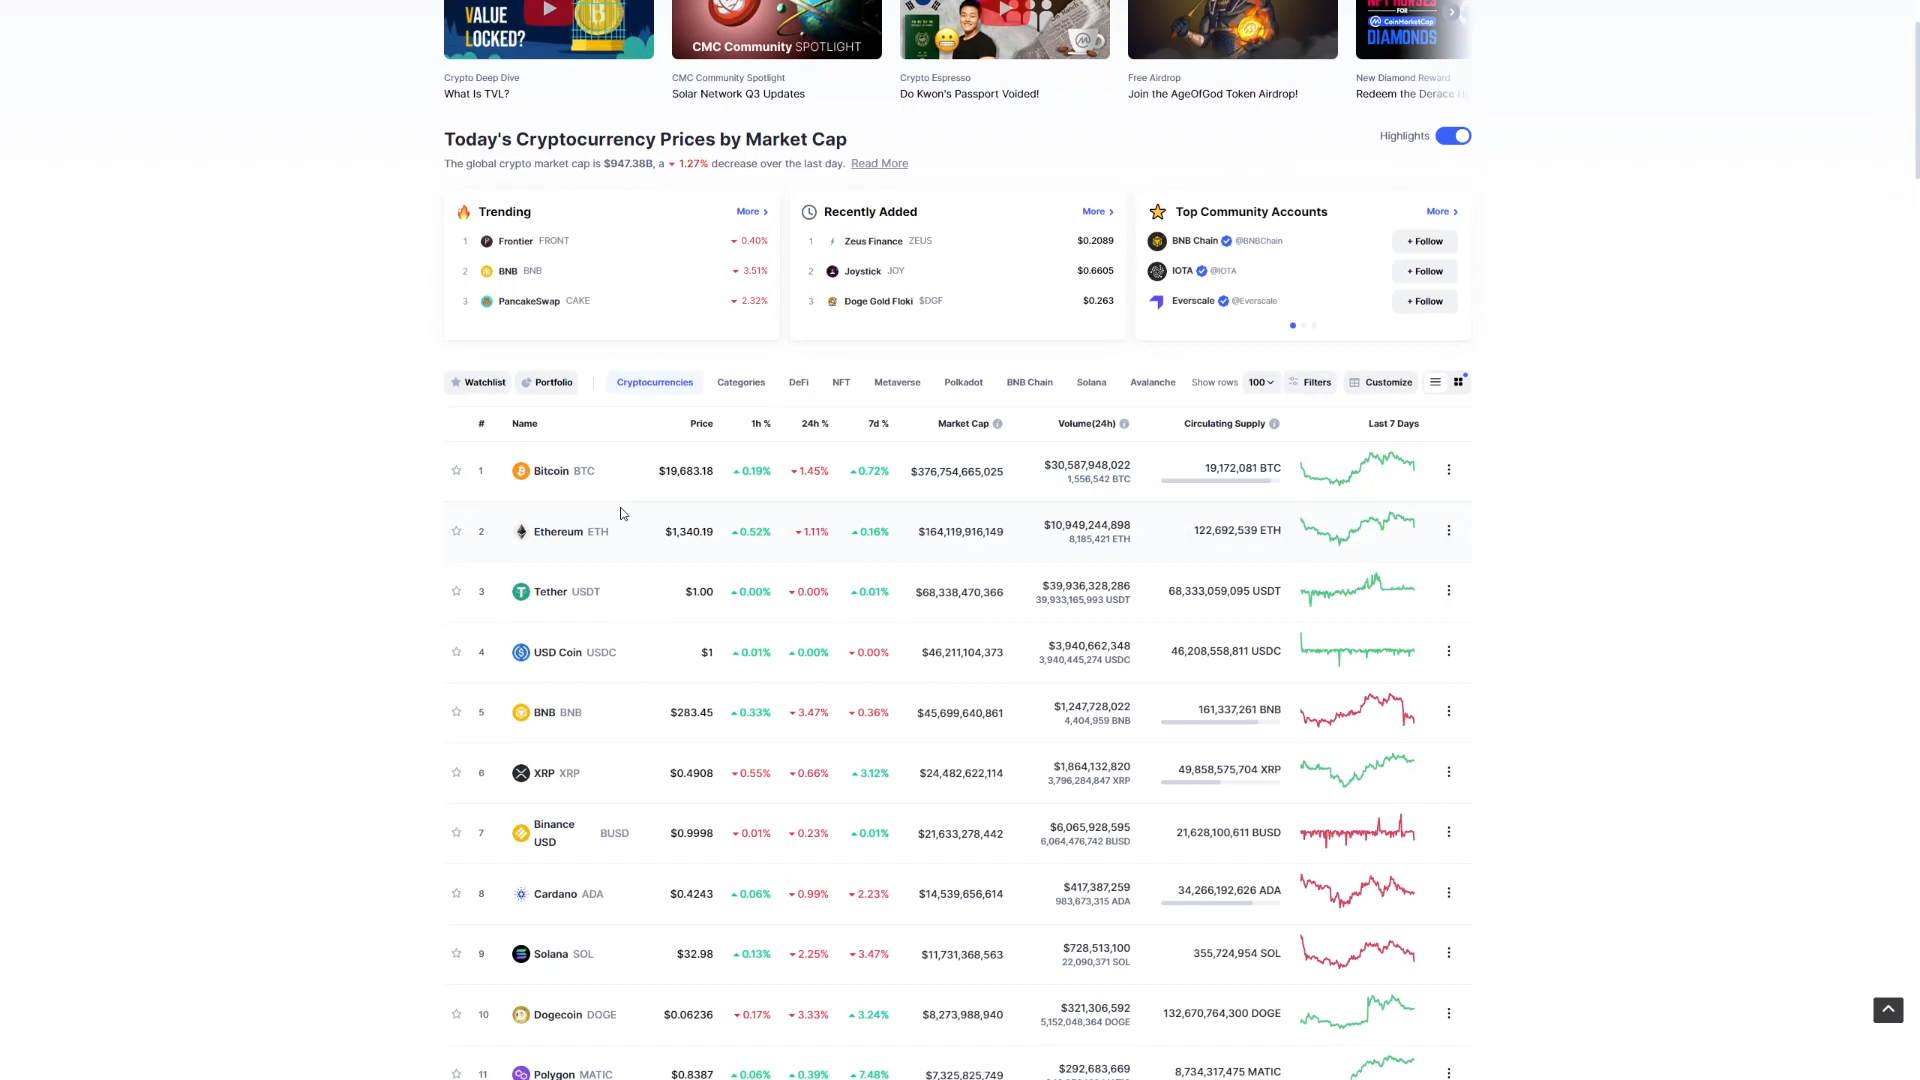 VALUE
LOCKED?
CMC Community SPOTLIGHT
NFT HORSES
FOR
CoinMarketCap
DIAMONDS
Crypto Deep Dive
What Is TVL?
CMC Community Spotlight
Solar Network Q3 Updates
Crypto Espresso
Do Kwon's Passport Voided!
Free Airdrop
Join the AgeOfGod Token Airdrop!
New Diamond Reward
Redeem the Derace
Today's Cryptocurrency Prices by Market Cap
Highlights
The global crypto market cap is $947.38B, a 1.27% decrease over the last day. Read More
Trending More
1 Frontier FRONT 0.40%
2 BNB BNB 3.51%
3 PancakeSwap CAKE 2.32%
Recently Added More
1 Zeus Finance ZEUS $0.2089
2 Joystick JOY $0.6605
3 Doge Gold Floki $DGF $0.263
Top Community Accounts More
BNB Chain @BNBChain + Follow
IOTA @IOTA + Follow
Everscale @Everscale + Follow
Watchlist Portfolio Cryptocurrencies Categories DeFi NFT Metaverse Polkadot BNB Chain Solana Avalanche Show rows 100 Filters Customize
# Name Price 1h % 24h % 7d % Market Cap Volume(24h) Circulating Supply Last 7 Days
1 Bitcoin BTC $19,683.18 0.19% 1.45% 0.72% $376,754,665,025 $30,587,948,022 19,172,081 BTC
1,556,542 BTC
2 Ethereum ETH $1,340.19 0.52% 1.11% 0.16% $164,119,916,149 $10,949,244,898 122,692,539 ETH
8,185,421 ETH
3 Tether USDT $1.00 0.00% 0.00% 0.01% $68,338,470,366 $39,936,328,286 68,333,059,095 USDT
39,933,165,993 USDT
4 USD Coin USDC $1 0.01% 0.00% 0.00% $46,211,104,373 $3,940,662,348 46,208,558,811 USDC
3,940,445,274 USDC
5 BNB BNB $283.45 0.33% 3.47% 0.36% $45,699,640,861 $1,247,728,022 161,337,261 BNB
4,404,959 BNB
6 XRP XRP $0.4908 0.55% 0.66% 3.12% $24,482,622,114 $1,864,132,820 49,858,575,704 XRP
3,796,284,847 XRP
7 Binance USD BUSD $0.9998 0.01% 0.23% 0.01% $21,633,278,442 $6,065,928,595 21,628,100,611 BUSD
6,064,476,742 BUSD
8 Cardano ADA $0.4243 0.06% 0.99% 2.23% $14,539,656,614 $417,387,259 34,266,192,626 ADA
983,673,315 ADA
9 Solana SOL $32.98 0.13% 2.25% 3.47% $11,731,368,563 $728,513,100 355,724,954 SOL
22,090,371 SOL
10 Dogecoin DOGE $0.06236 0.17% 3.33% 3.24% $8,273,988,940 $321,306,592 132,670,764,300 DOGE
5,152,048,364 DOGE
11 Polygon MATIC $0.8387 0.06% 0.39% 7.48% $7,325,825,749 $292,683,669 8,734,317,475 MATIC